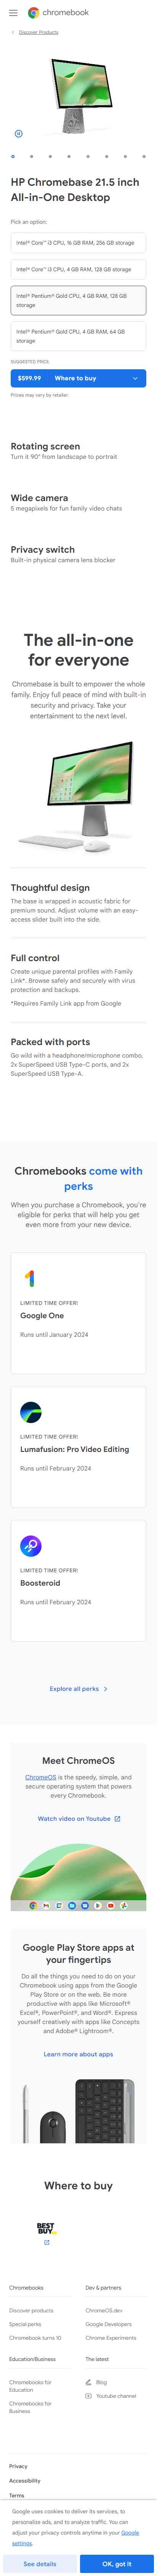 chromebook
Discover Products
HP Chromebase 21.5 inch
All-in-One Desktop
Pick an option:
Intel® Core™ i3 CPU, 16 GB RAM, 256 GB storage
Intel® Core™ i3 CPU, 4 GB RAM, 128 GB storage
Intel® Pentium® Gold CPU, 4 GB RAM, 128 GB
storage
Intel® Pentium® Gold CPU, 4 GB RAM, 64 GB
storage
SUGGESTED PRICE
$599.99 Where to buy
Prices may vary by retailer.
Rotating screen
Turn it 90° from landscape to portrait
Wide camera
5 megapixels for fun family video chats
Privacy switch
Built-in physical camera lens blocker
The all-in-one
for everyone
Chromebase is built to empower the whole
family. Enjoy full peace of mind with built-in
security and privacy. Take your
entertainment to the next level.
Thoughtful design
The base is wrapped in acoustic fabric for
premium sound. Adjust volume with an easy-
access slider built into the side.
Full control
Create unique parental profiles with Family
Link*. Browse safely and securely with virus
protection and backups.
*Requires Family Link app from Google
Packed with ports
Go wild with a headphone/microphone combo,
2x SuperSpeed USB Type-C ports, and 2x
SuperSpeed USB Type-A.
Chromebooks come with
perks
When you purchase a Chromebook, you're
eligible for perks that will help you get
even more from your new device.
LIMITED TIME OFFER!
Google One
Runs until January 2024
LIMITED TIME OFFER!
Lumafusion: Pro Video Editing
Runs until February 2024
LIMITED TIME OFFER!
Boosteroid
Runs until February 2024
Explore all perks
Meet ChromeOS
ChromeOS is the speedy, simple, and
secure operating system that powers
every Chromebook.
Watch video on Youtube
Google Play Store apps at
your fingertips
Do all the things you need to do on your
Chromebook using apps from the Google
Play Store or on the web. Be more
productive with apps like Microsoft®
Excel®, PowerPoint®, and Word®. Express
yourself creatively with apps like Concepts
and Adobe® Lightroom®.
Learn more about apps
Where to buy
BEST
BUY
Chromebooks
Discover products
Special perks
Chromebook turns 10
Education/Business
Chromebooks for
Education
Chromebooks for
Business
Dev & partners
ChromeOS.dev
Google Developers
Chrome Experiments
The latest
Blog
Youtube channel
Privacy
Accessibility
Terms
Google uses cookies to deliver its services, to
personalize ads, and to analyze traffic. You can
adjust your privacy controls anytime in your Google
settings.
See details
OK, got it